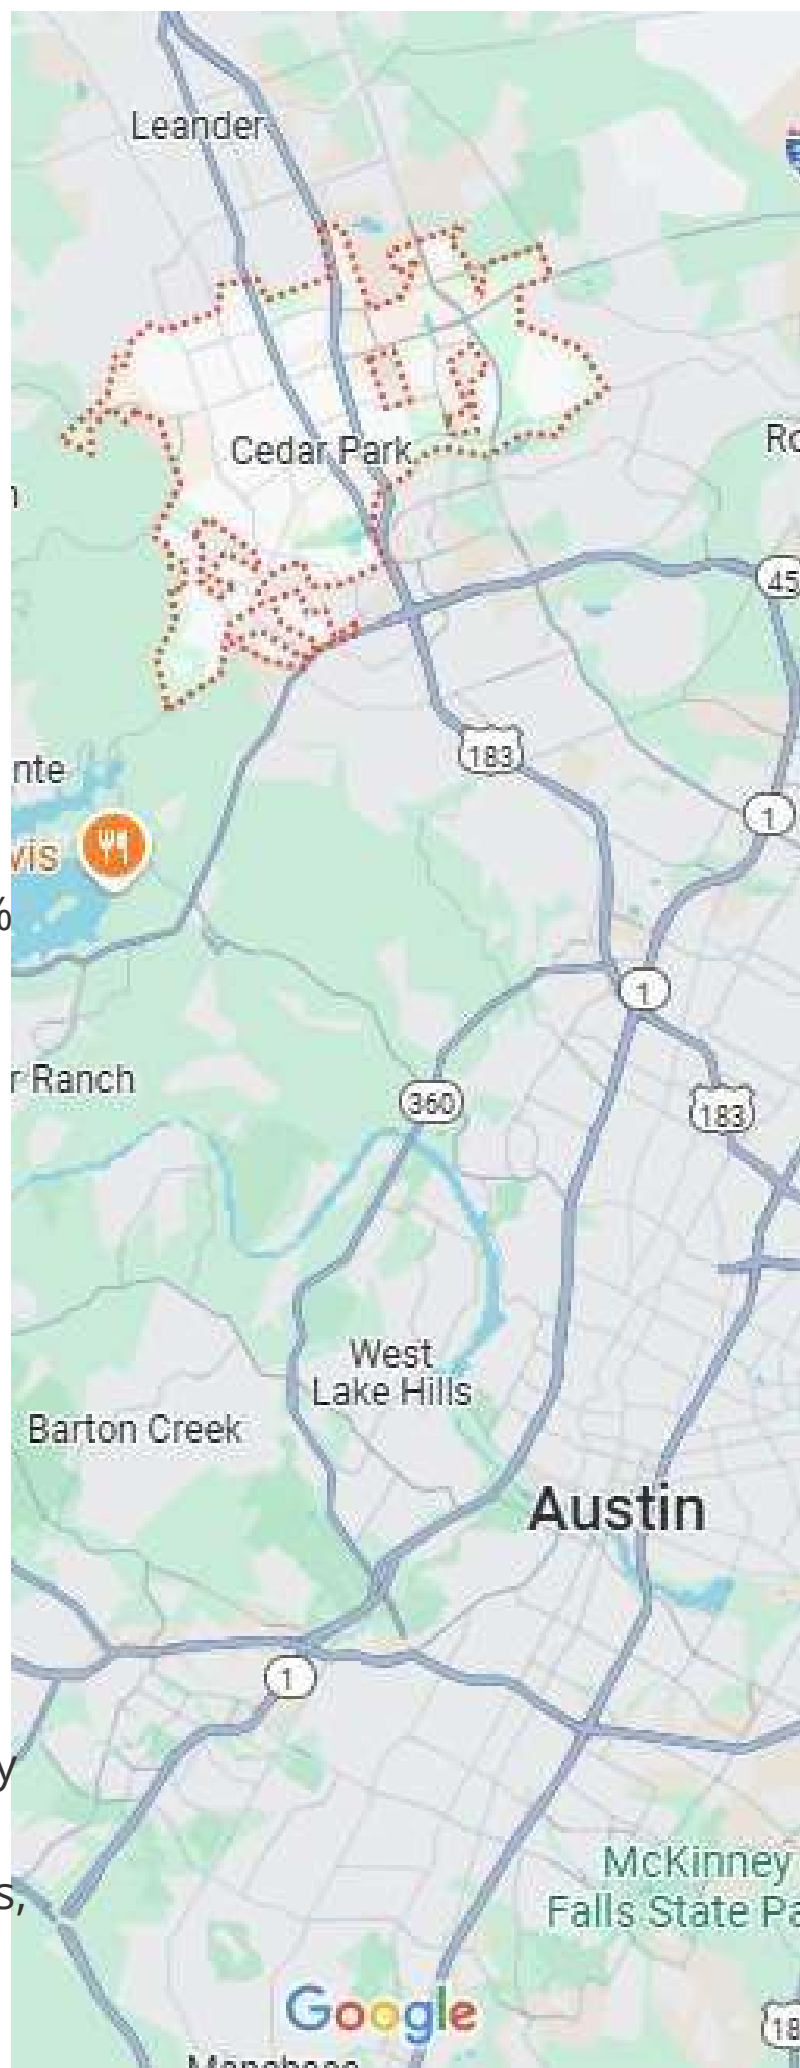 Leander
Cedar Park
Ro
n
45
183
nte
1
vis
%
1
r Ranch
360
183
West
Lake Hills
Barton Creek
Austin
1
y
McKinney
Falls State Pa
s,
Google
18